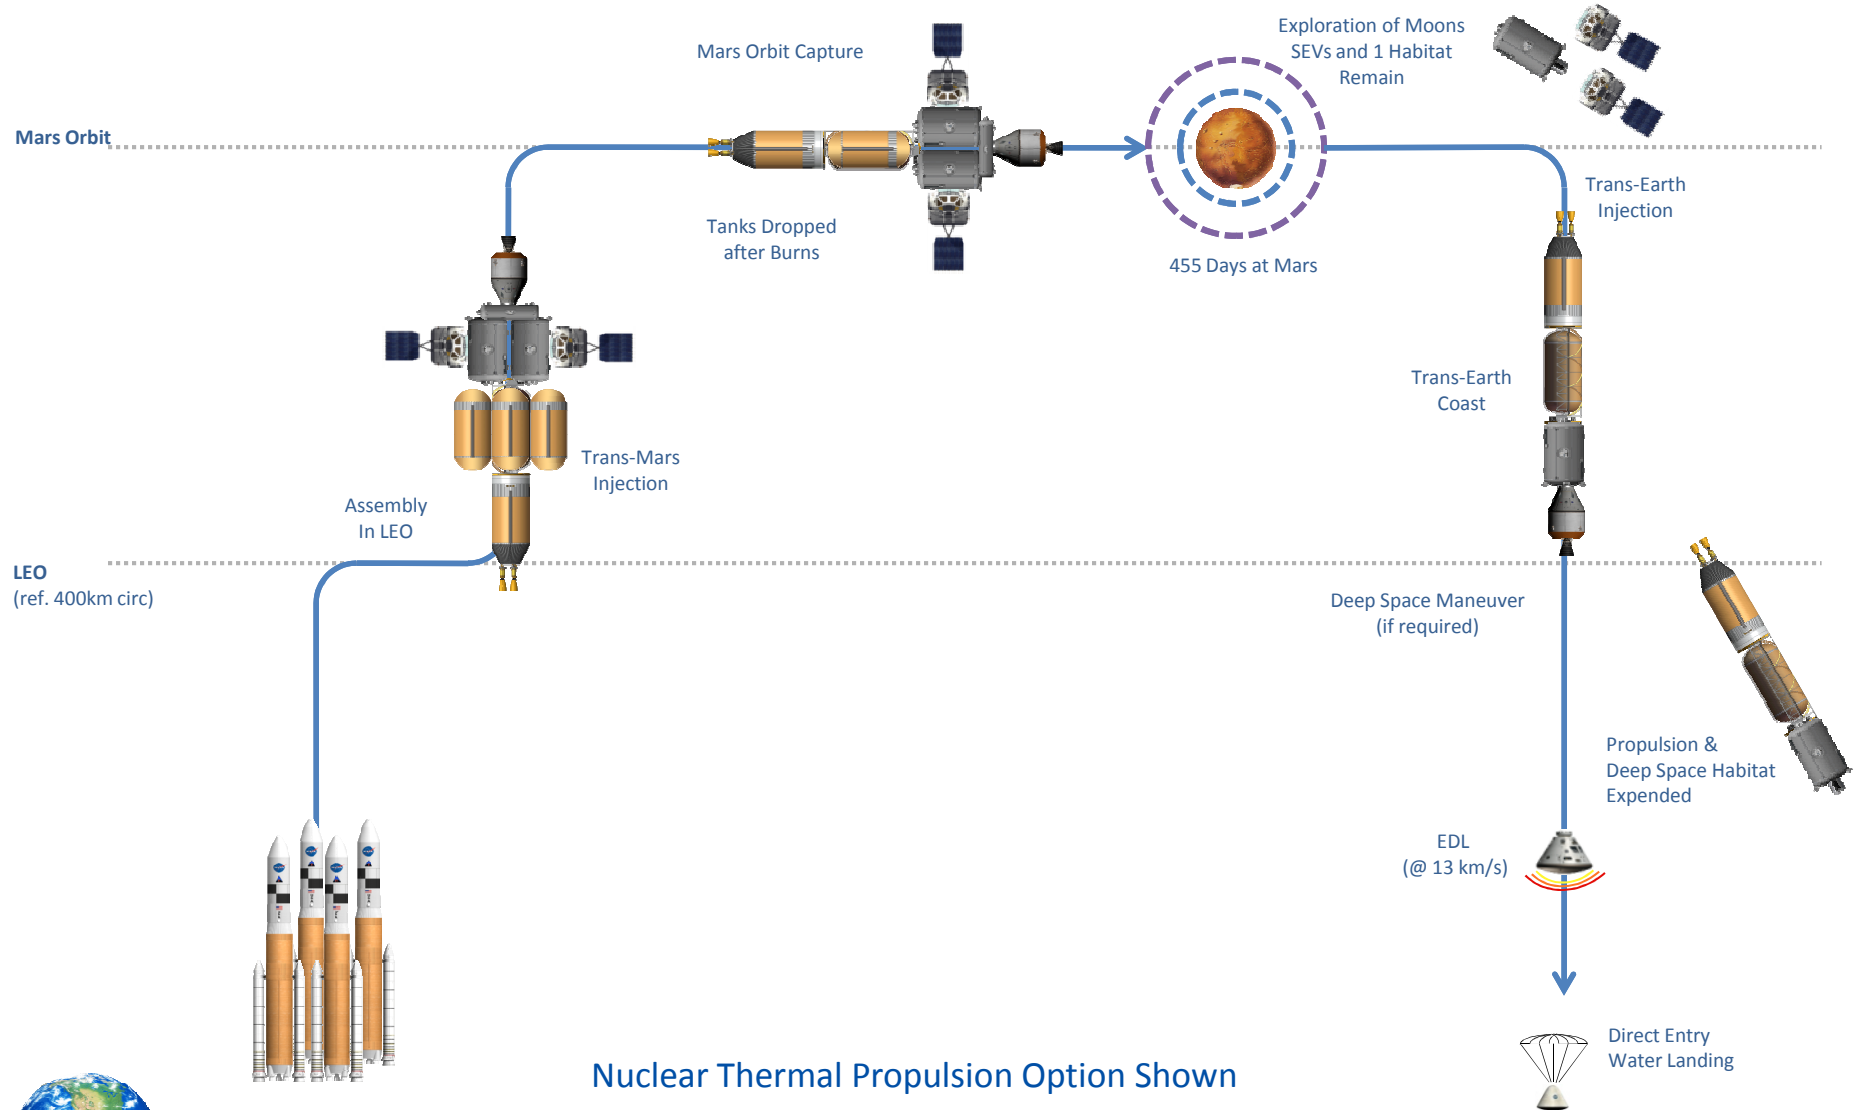 Mars Orbit Capture
Exploration of Moons
SEVs and 1 Habitat
Remain
Mars Orbit
Tanks Dropped
after Burns
455 Days at Mars
Trans-Earth
Injection
Trans-Earth
Coast
Trans-Mars
Injection
Assembly
In LEO
LEO
(ref. 400km circ)
Deep Space Maneuver
(if required)
Propulsion &
Deep Space Habitat
Expended
EDL
(@ 13 km/s)
Direct Entry
Water Landing
Nuclear Thermal Propulsion Option Shown